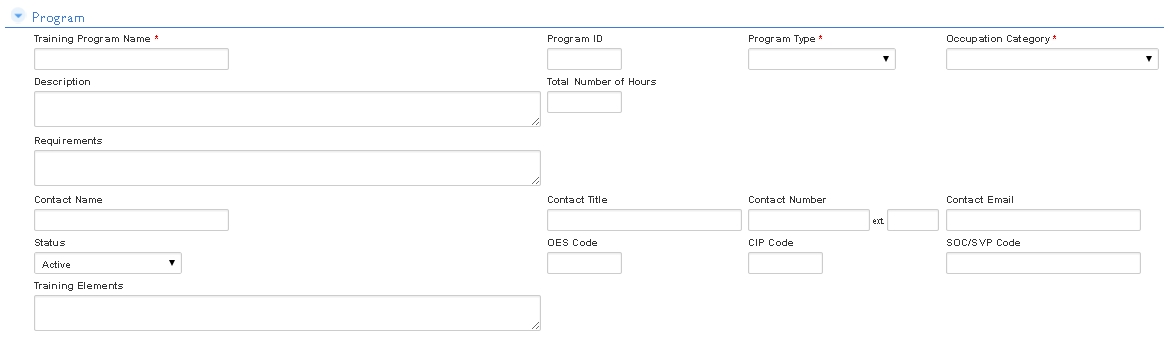 Program
Training Program Name * Program ID Program Type * Occupation Category *
Description Total Number of Hours
Requirements
Contact Name Contact Title Contact Number Contact Email
ext.
Status OES Code CIP Code SOC/SVP Code
Active
Training Elements